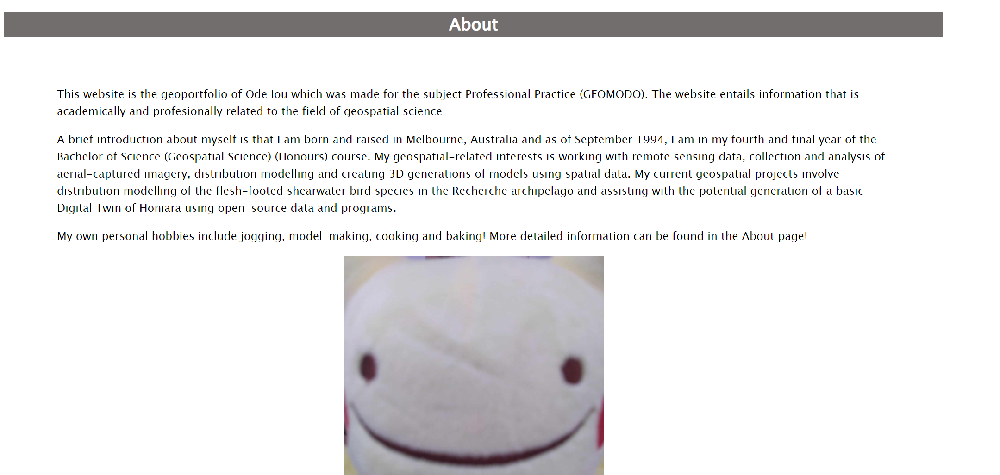 About
This website is the geoportfolio of Ode Iou which was made for the subject Professional Practice (GEOMODO). The website entails information that is
academically and profesionally related to the field of geospatial science
A brief introduction about myself is that I am born and raised in Melbourne, Australia and as of September 1994, I am in my fourth and final year of the
Bachelor of Science (Geospatial Science) (Honours) course. My geospatial-related interests is working with remote sensing data, collection and analysis of
aerial-captured imagery, distribution modelling and creating 3D generations of models using spatial data. My current geospatial projects involve
distribution modelling of the flesh-footed shearwater bird species in the Recherche archipelago and assisting with the potential generation of a basic
Digital Twin of Honiara using open-source data and programs.
My own personal hobbies include jogging, model-making, cooking and baking! More detailed information can be found in the About page!